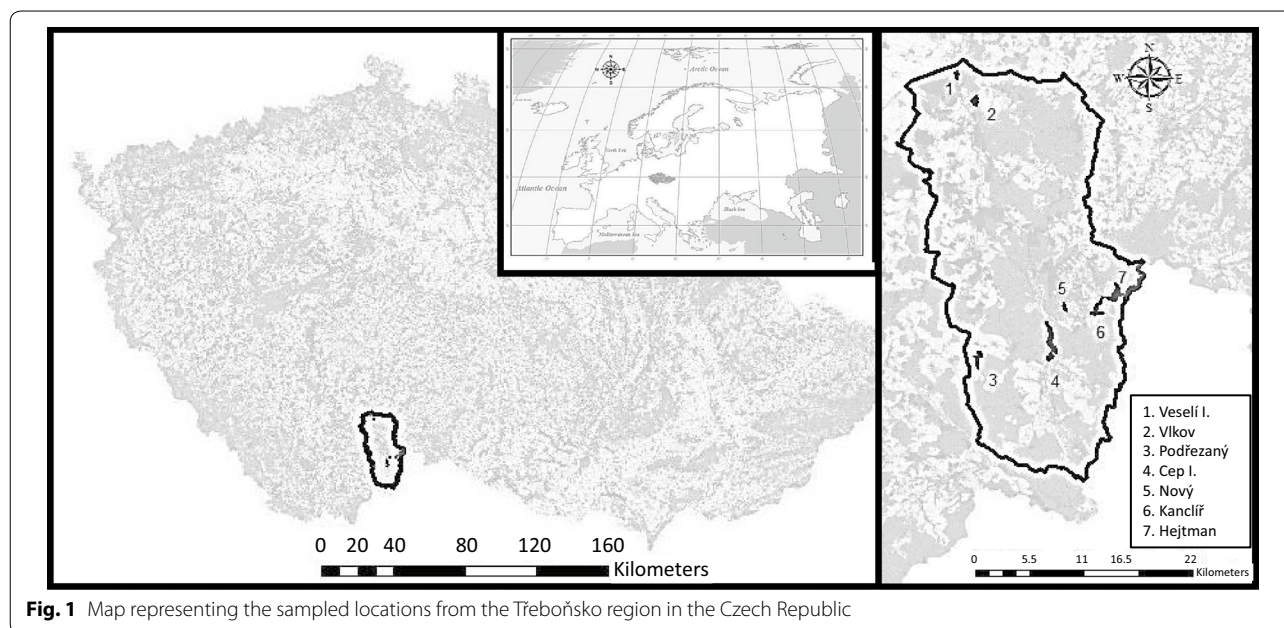 Arctic Ocean
North Sea
Atlantic Ocean
Black Sea
Mediterranean Sea
0 20 40 80 120 160
Kilometers
N
W E
S
1
2
5
7
6
3
4
1. Veselí I.
2. Vlkov
3. Podřezaný
4. Cep I.
5. Nový
6. Kanclíř
7. Hejtman
0 5.5 11 16.5 22
Kilometers
Fig. 1 Map representing the sampled locations from the Třeboňsko region in the Czech Republic